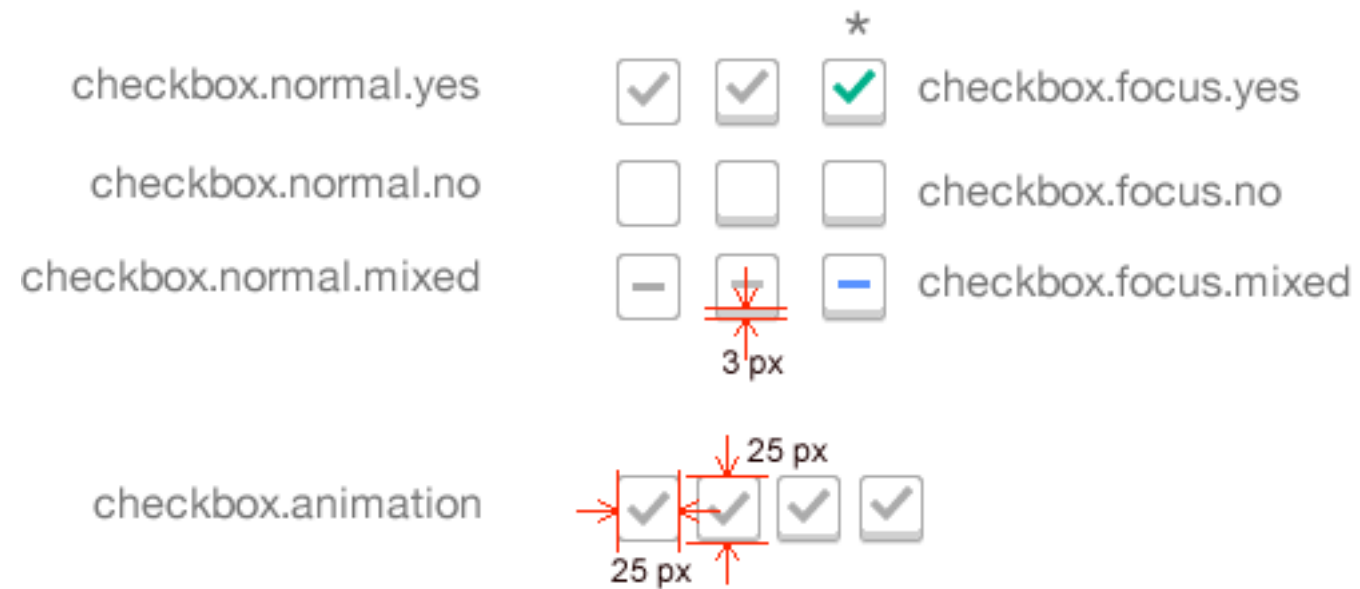 *
checkbox.normal.yes checkbox.focus.yes
checkbox.normal.no checkbox.focus.no
checkbox.normal.mixed checkbox.focus.mixed
3 px
25 px
checkbox.animation
25 px